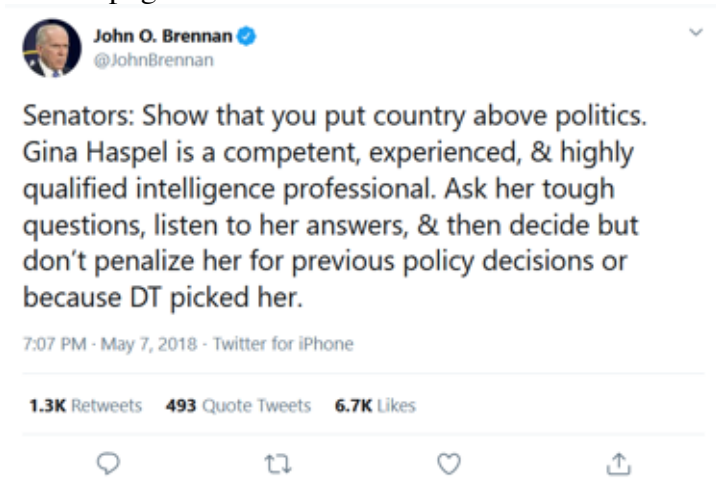 John O. Brennan
@JohnBrennan
Senators: Show that you put country above politics.
Gina Haspel is a competent, experienced, & highly
qualified intelligence professional. Ask her tough
questions, listen to her answers, & then decide but
don't penalize her for previous policy decisions or
because DT picked her.
7:07 PM · May 7, 2018 · Twitter for iPhone
1.3K Retweets 493 Quote Tweets 6.7K Likes